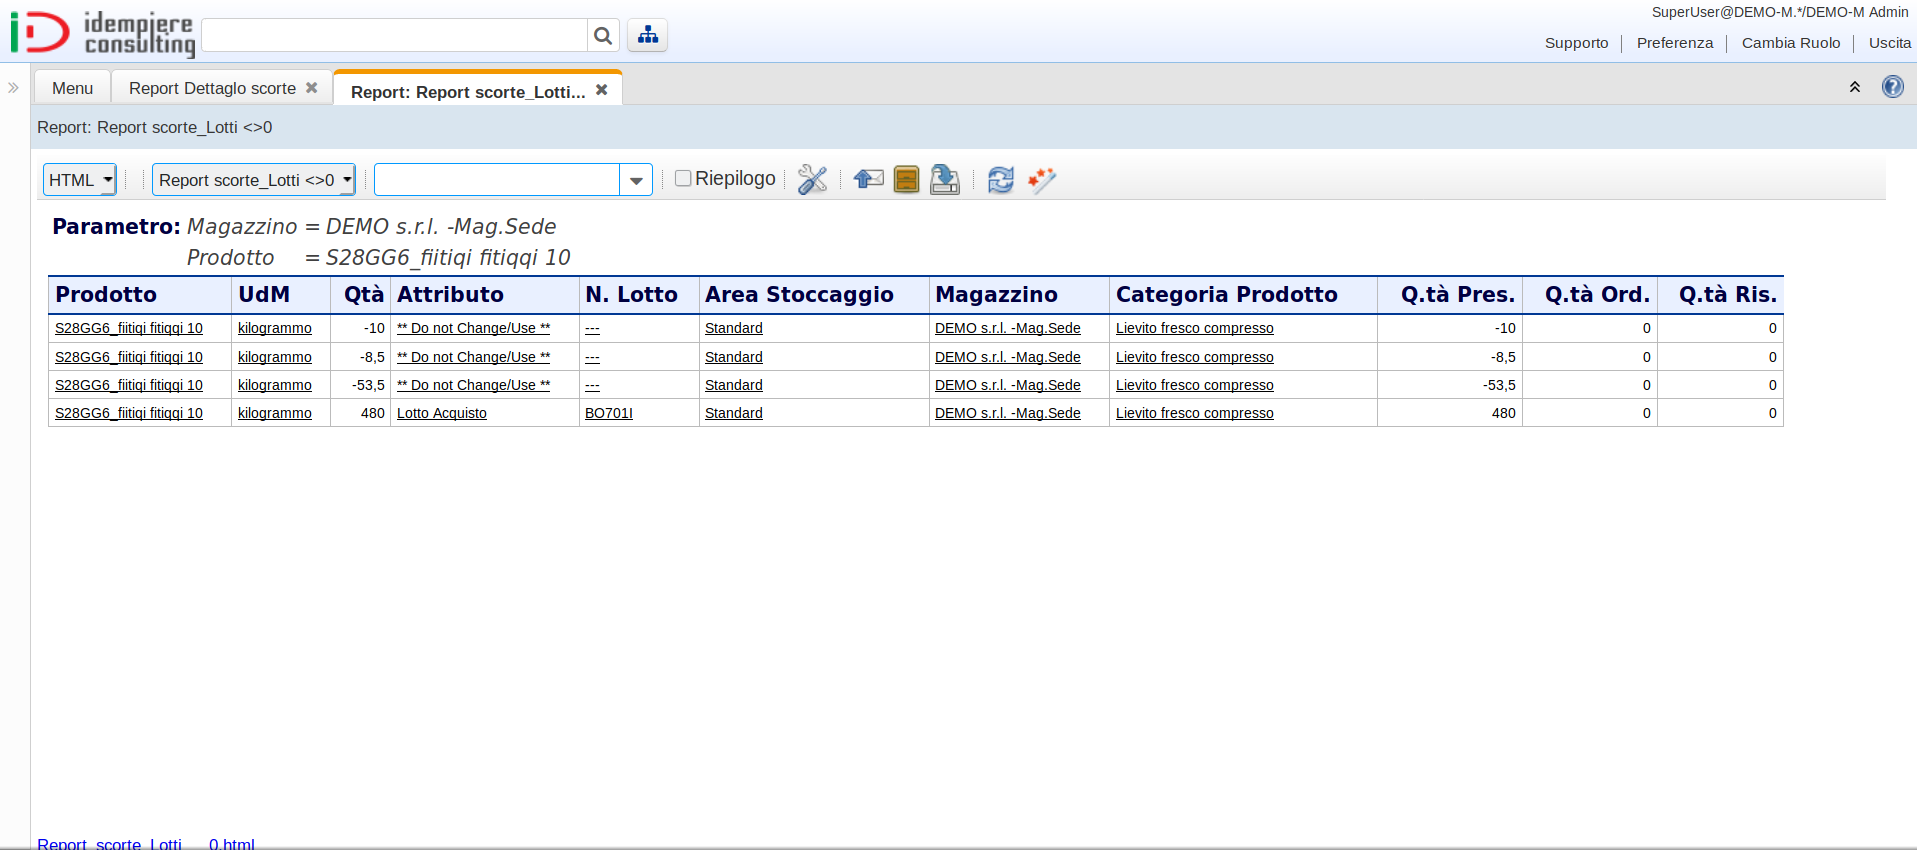 SuperUser@DEMO-M.*/DEMO-M Admin
idempiere
consulting
Supporto Preferenza Cambia Ruolo Uscita
Menu Report Dettaglo scorte Report: Report scorte_Lotti...
Report: Report scorte_Lotti <>0
HTML Report scorte_Lotti <>0 Riepilogo
Parametro: Magazzino = DEMO s.r.l. -Mag.Sede
Prodotto = S28GG6_fiitiqi fitiqqi 10
Prodotto UdM Qtà Attributo N. Lotto Area Stoccaggio Magazzino Categoria Prodotto Q.tà Pres. Q.tà Ord. Q.tà Ris.
S28GG6_fiitiqi fitiqqi 10 kilogrammo -10 ** Do not Change/Use ** --- Standard DEMO s.r.l. -Mag.Sede Lievito fresco compresso -10 0 0
S28GG6_fiitiqi fitiqqi 10 kilogrammo -8,5 ** Do not Change/Use ** --- Standard DEMO s.r.l. -Mag.Sede Lievito fresco compresso -8,5 0 0
S28GG6_fiitiqi fitiqqi 10 kilogrammo -53,5 ** Do not Change/Use ** --- Standard DEMO s.r.l. -Mag.Sede Lievito fresco compresso -53,5 0 0
S28GG6_fiitiqi fitiqqi 10 kilogrammo 480 Lotto Acquisto BO701I Standard DEMO s.r.l. -Mag.Sede Lievito fresco compresso 480 0 0
Report_scorte_Lotti___0.html